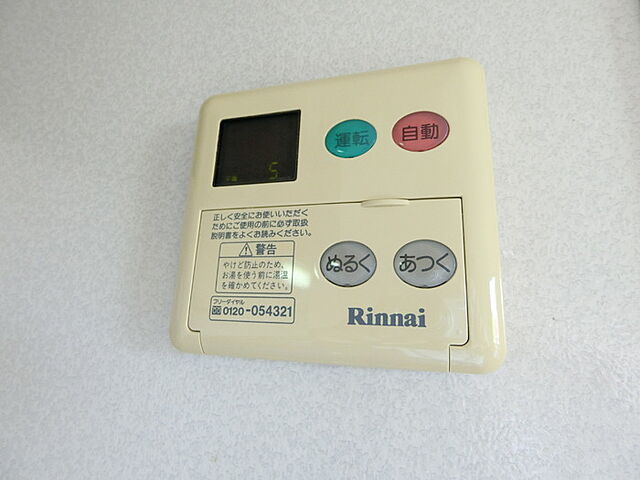 運転
自動
5
正しく安全にお使いいただく
ためにご使用の前に必ず取扱
説明書をよくお読みください。
警告
やけど防止のため、
お湯を使う前に湯温
を確かめてください。
ぬるく
あつく
フリーダイヤル
0120-054321
Rinnai